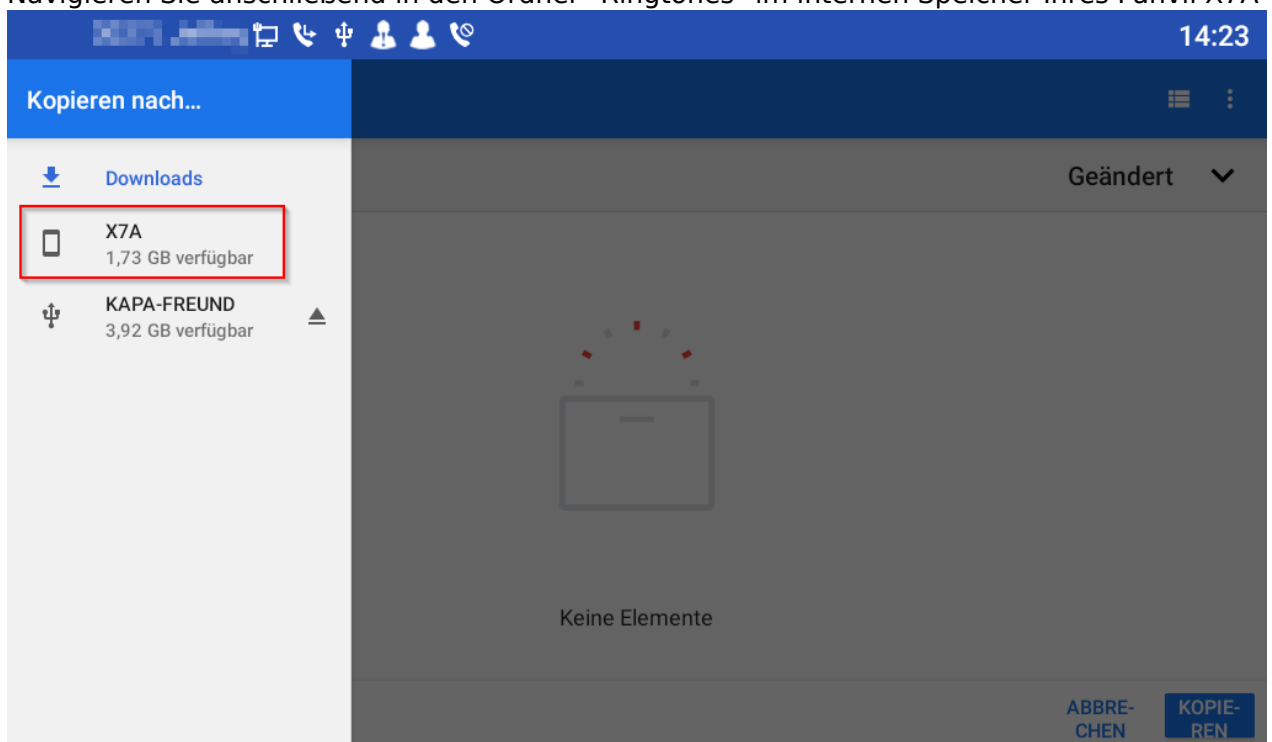 Navigieren Sie anschließend in den Ordner "Ringtones" im internen Speicher Ihres Fanvil X7A
14:23
Kopieren nach…
Downloads
Geändert
X7A
1,73 GB verfügbar
KAPA-FREUND
3,92 GB verfügbar
Keine Elemente
ABBRE-
CHEN
KOPIE-
REN